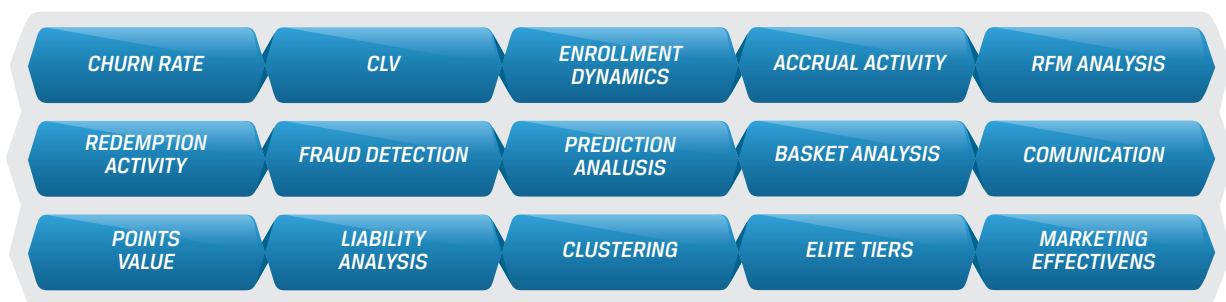 CHURN RATE
CLV
ENROLLMENT
DYNAMICS
ACCRUAL ACTIVITY
RFM ANALYSIS
REDEMPTION
ACTIVITY
FRAUD DETECTION
PREDICTION
ANALUSIS
BASKET ANALYSIS
COMUNICATION
POINTS
VALUE
LIABILITY
ANALYSIS
CLUSTERING
ELITE TIERS
MARKETING
EFFECTIVENS